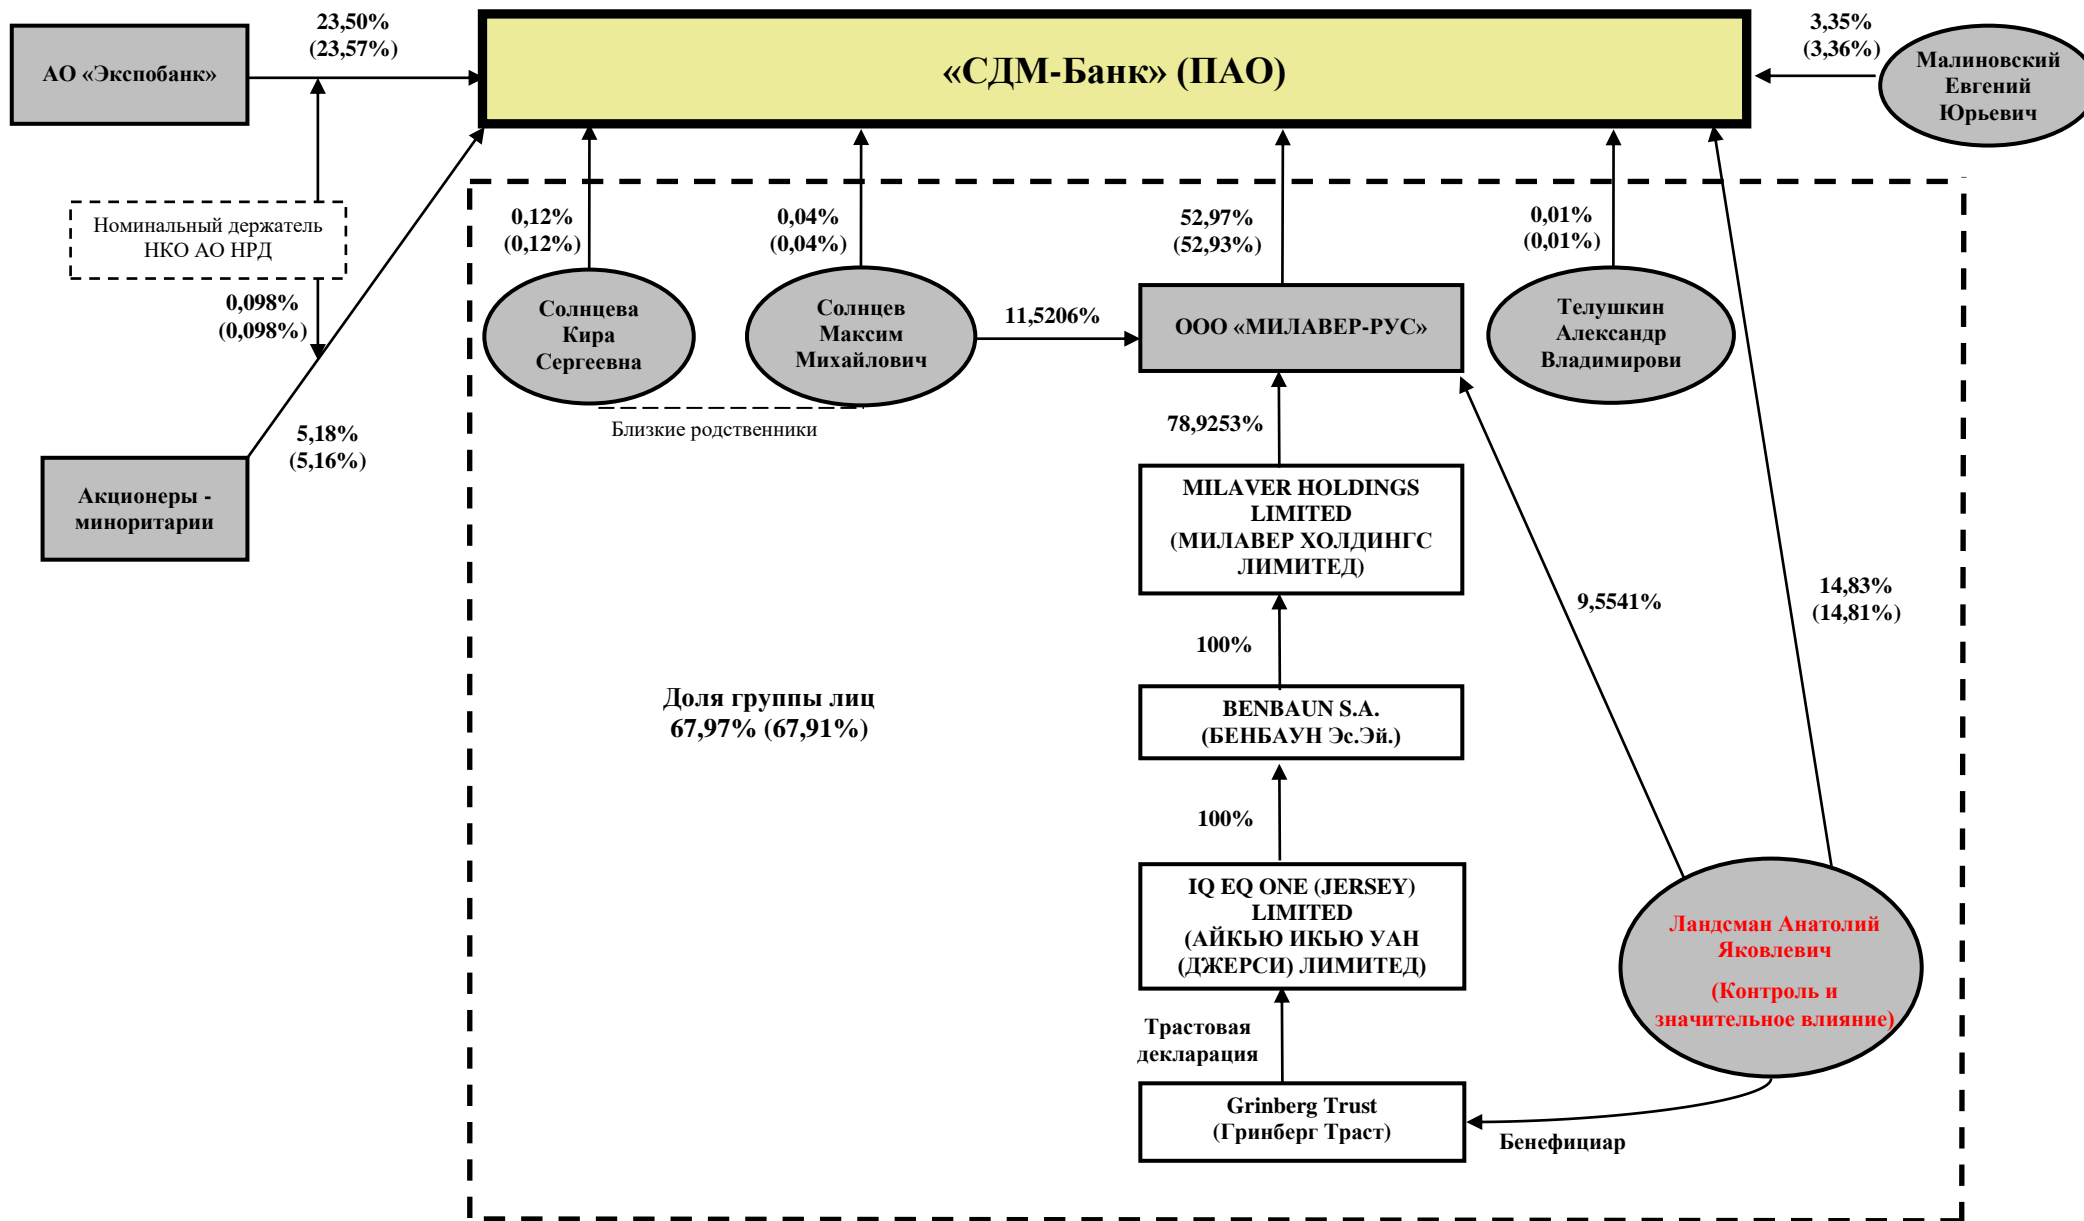 23,50%
(23,57%)
АО «Экспобанк»
«СДМ-Банк» (ПАО)
3,35%
(3,36%)
Малиновский
Евгений
Юрьевич
Номинальный держатель
НКО АО НРД
0,098%
(0,098%)
0,12%
(0,12%)
0,04%
(0,04%)
52,97%
(52,93%)
0,01%
(0,01%)
Солнцева
Кира
Сергеевна
Солнцев
Максим
Михайлович
11,5206%
ООО «МИЛАВЕР-РУС»
Телушкин
Александр
Владимирови
Близкие родственники
5,18%
(5,16%)
78,9253%
Акционеры -
миноритарии
MILAVER HOLDINGS
LIMITED
(МИЛАВЕР ХОЛДИНГС
ЛИМИТЕД)
9,5541%
14,83%
(14,81%)
100%
Доля группы лиц
67,97% (67,91%)
BENBAUN S.A.
(БЕНБАУН Эс.Эй.)
100%
IQ EQ ONE (JERSEY)
LIMITED
(АЙКЬЮ ИКЬЮ УАН
(ДЖЕРСИ) ЛИМИТЕД)
Ландсман Анатолий
Яковлевич
(Контроль и
значительное влияние)
Трастовая
декларация
Grinberg Trust
(Гринберг Траст)
Бенефициар